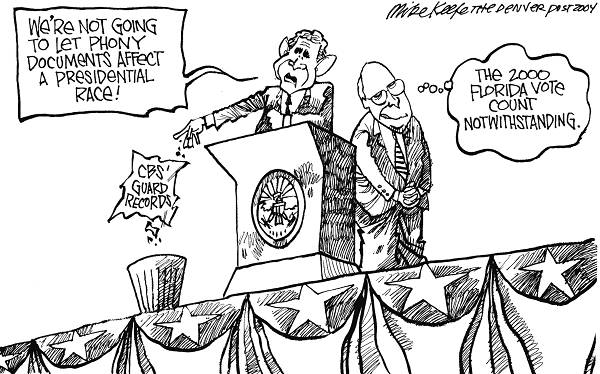 Mike Keefe THE DENVER POST 2004
WE'RE NOT GOING
TO LET PHONY
DOCUMENTS AFFECT
A PRESIDENTIAL
RACE!
THE 2000
FLORIDA VOTE
COUNT
NOTWITHSTANDING.
CBS'
GUARD
RECORDS